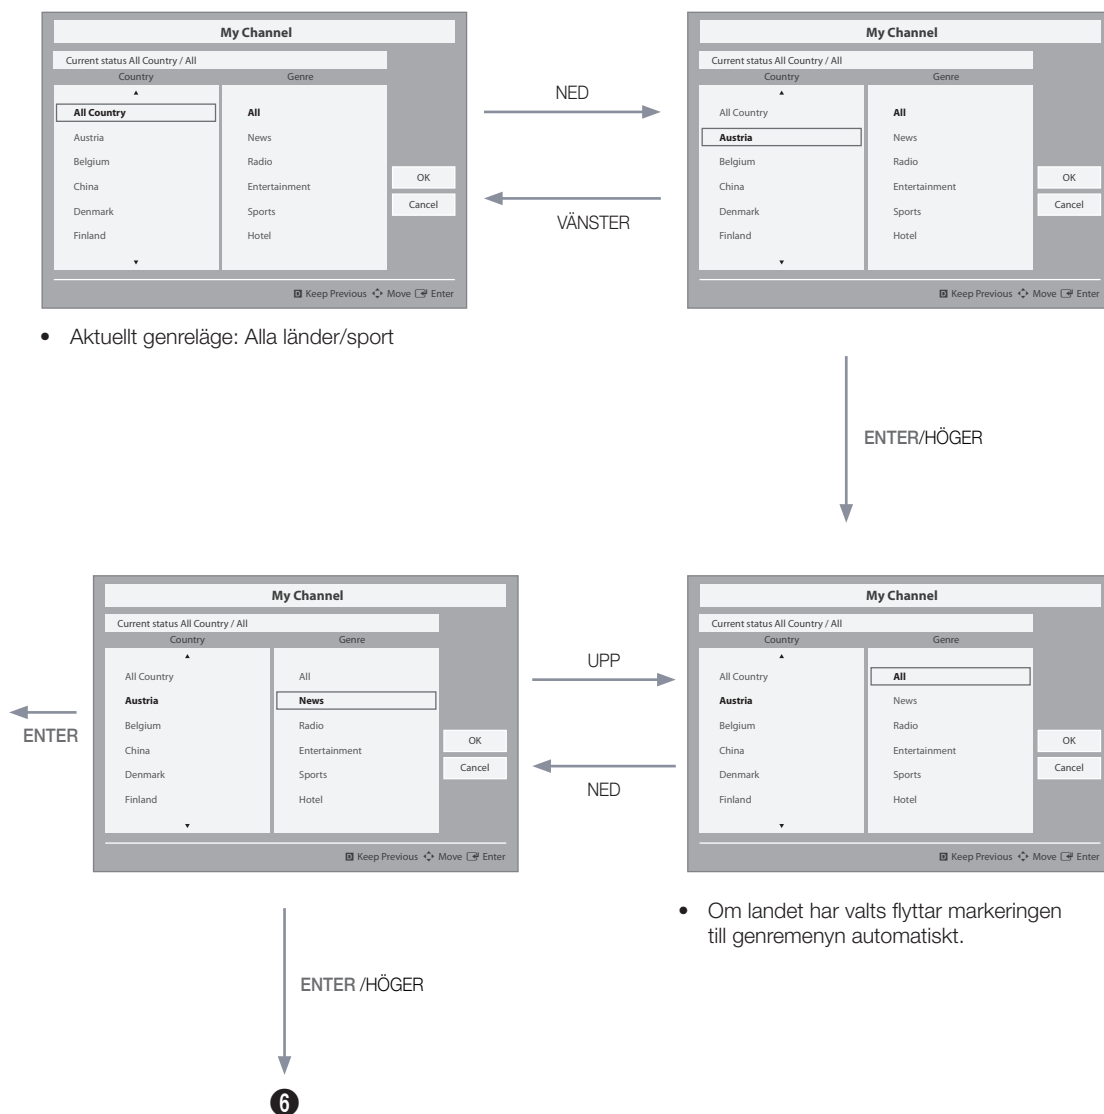 My Channel
Current status All Country / All
Country Genre
All Country All
Austria News
Belgium Radio
China Entertainment
Denmark Sports
Finland Hotel
OK
Cancel
D Keep Previous Move Enter
NED
VÄNSTER
My Channel
Current status All Country / All
Country Genre
All Country All
Austria News
Belgium Radio
China Entertainment
Denmark Sports
Finland Hotel
OK
Cancel
D Keep Previous Move Enter
• Aktuellt genreläge: Alla länder/sport
ENTER/HÖGER
ENTER
My Channel
Current status All Country / All
Country Genre
All Country All
Austria News
Belgium Radio
China Entertainment
Denmark Sports
Finland Hotel
OK
Cancel
D Keep Previous Move Enter
UPP
NED
My Channel
Current status All Country / All
Country Genre
All Country All
Austria News
Belgium Radio
China Entertainment
Denmark Sports
Finland Hotel
OK
Cancel
D Keep Previous Move Enter
• Om landet har valts flyttar markeringen
till genremenyn automatiskt.
ENTER /HÖGER
6